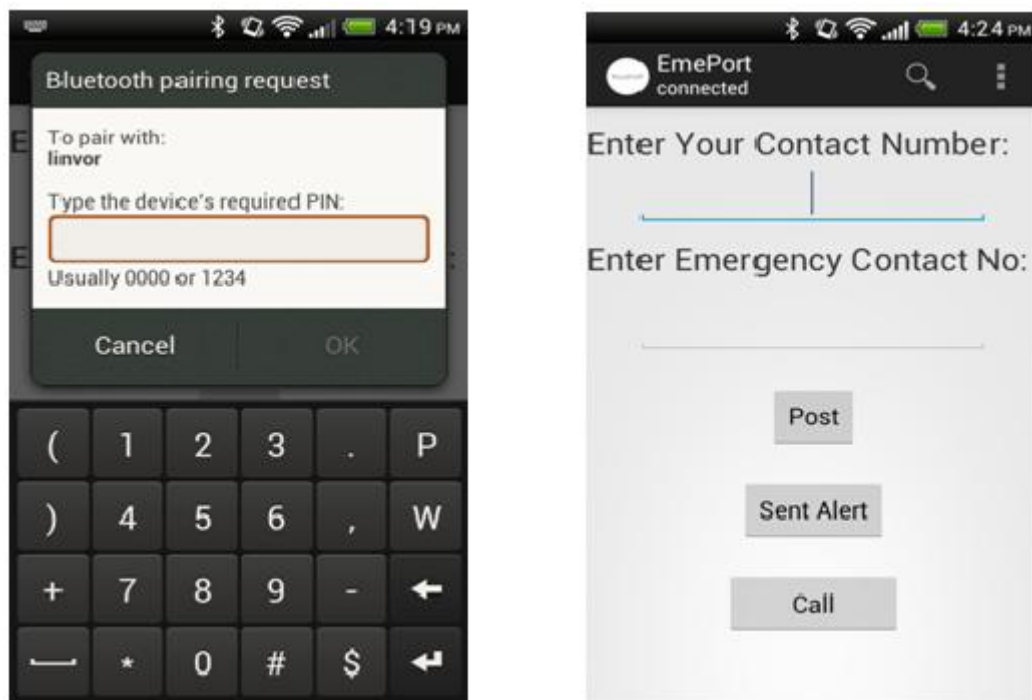 4:19 PM
Bluetooth pairing request
To pair with:
linvor
Type the device's required PIN:
Usually 0000 or 1234
Cancel OK
( 1 2 3 . P
) 4 5 6 , W
+ 7 8 9 -
* 0 # $
4:24 PM
EmePort
connected
Enter Your Contact Number:
Enter Emergency Contact No:
Post
Sent Alert
Call